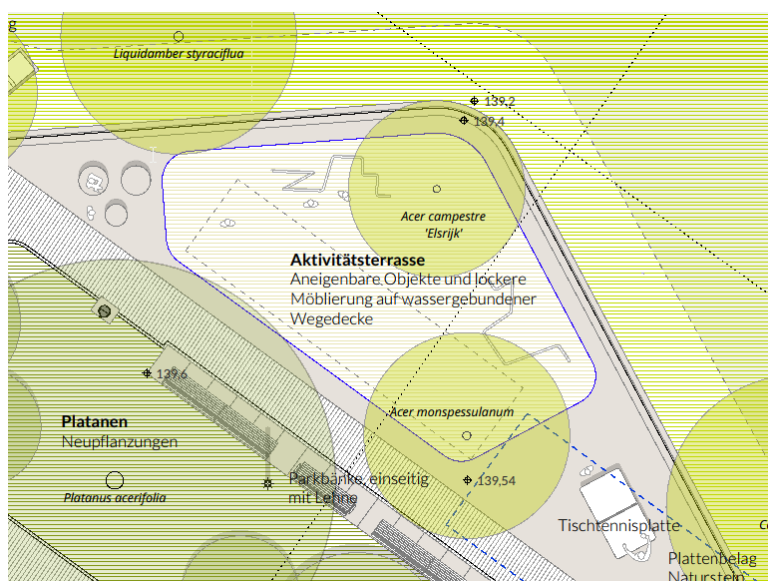 g
Liquidamber styraciflua
139,2
139,4
Acer campestre
'Elsrijk'
Aktivitätsterrasse
Aneigenbare Objekte und lockere
Möblierung auf wassergebundener
Wegedecke
139,6
Acer monspessulanum
Platanen
Neupflanzungen
Parkbänke, einseitig
mit Lehne
139,54
Platanus acerifolia
Tischtennisplatte
C
Plattenbelag
Naturstein